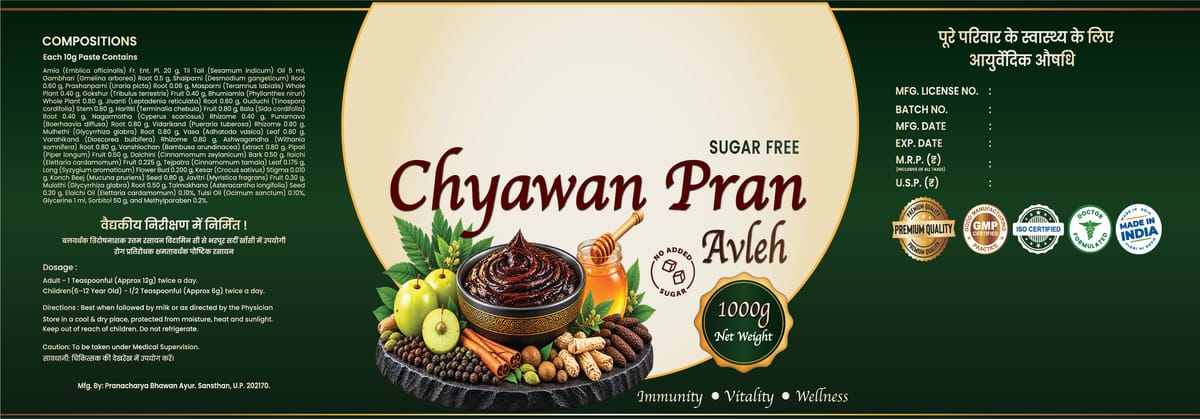 COMPOSITIONS
Each 10g Paste Contains
Amla (Emblica officinalis) Fr. Ent. Pl. 20 g, Til Tail (Sesamum indicum) Oil 5 ml,
Gambhari (Gmelina arborea) Root 0.5 g, Shalparni (Desmodium gangeticum) Root
0.60 g, Prashanparni (Uraria picta) Root 0.06 g, Masparni (Teramnus labialis) Whole
Plant 0.40 g, Gokshur (Tribulus terrestris) Fruit 0.40 g, Bhumiamla (Phyllanthes niruri)
Whole Plant 0.80 g, Jivanti (Leptadenia reticulata) Root 0.60 g, Guduchi (Tinospora
cordifolia) Stem 0.80 g, Haritki (Terminalia chebula) Fruit 0.80 g, Bala (Sida cordifolia)
Root 0.40 g, Nagarmotha (Cyperus scariosus) Rhizome 0.40 g, Punarnava
(Boerhaavia diffusa) Root 0.80 g, Vidarikand (Pueraria tuberosa) Rhizome 0.80 g,
Mulhethi (Glycyrrhiza glabra) Root 0.80 g, Vasa (Adhatoda vasica) Leaf 0.80 g,
Varahikand (Dioscorea bulbifera) Rhizome 0.80 g, Ashwagandha (Withania
somnifera) Root 0.80 g, Vanshlochan (Bambusa arundinacea) Extract 0.80 g, Pipali
(Piper longum) Fruit 0.50 g, Dalchini (Cinnamomum zeylanicum) Bark 0.50 g, Ilaichi
(Elettaria cardamomum) Fruit 0.225 g, Tejpatra (Cinnamomum tamala) Leaf 0.175 g,
Long (Syzygium aromaticum) Flower Bud 0.200 g, Kesar (Crocus sativus) Stigma 0.010
g, Konch Beej (Mucuna pruriens) Seed 0.80 g, Javitri (Myristica fragrans) Fruit 0.30 g,
Mulathi (Glycyrrhiza glabra) Root 0.50 g, Talmakhana (Asteracantha longifolia) Seed
0.20 g, Ealchi Oil (Elettaria cardamomum) 0.10%, Tulsi Oil (Ocimum sanctum) 0.10%,
Glycerine 1 ml, Sorbitol 50 g, and Methylparaben 0.2%.
वैद्यकीय निरीक्षण में निर्मित !
बलवर्धक त्रिदोषनाशक उत्तम रसायन विटामिन सी से भरपूर सर्दी खाँसी में उपयोगी
रोग प्रतिरोधक क्षमतावर्धक पौष्टिक रसायन
Dosage :
Adult - 1 Teaspoonful (Approx 12g) twice a day.
Children(6–12 Year Old) - 1/2 Teaspoonful (Approx 6g) twice a day.
Directions : Best when followed by milk or as directed by the Physician
Store in a cool & dry place, protected from moisture, heat and sunlight.
Keep out of reach of children. Do not refrigerate.
Caution: To be taken under Medical Supervision.
सावधानी: चिकित्सक की देखरेख में उपयोग करें।
Mfg. By: Pranacharya Bhawan Ayur. Sansthan, U.P. 202170.
SUGAR FREE
Chyawan Pran
Avleh
NO ADDED
SUGAR
1000g
Net Weight
Immunity • Vitality • Wellness
पूरे परिवार के स्वास्थ्य के लिए
आयुर्वेदिक औषधि
MFG. LICENSE NO. :
BATCH NO. :
MFG. DATE :
EXP. DATE :
M.R.P. (₹) :
(INCLUSIVE OF ALL TAXES)
U.S.P. (₹) :
PREMIUM QUALITY
PREMIUM QUALITY
PREMIUM QUALITY
GOOD MANUFACTURING
GMP
CERTIFIED
PRACTICE
ISO CERTIFIED
DOCTOR
FORMULATED
MADE IN INDIA
MADE IN
INDIA